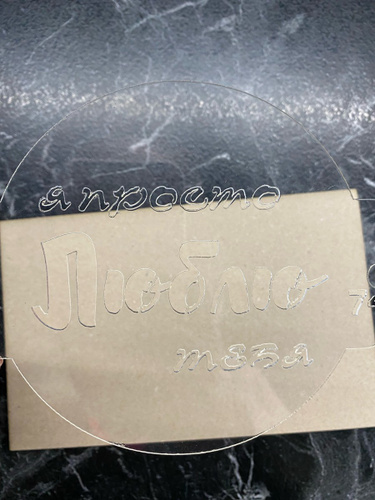 я просто
Люблю
тебя